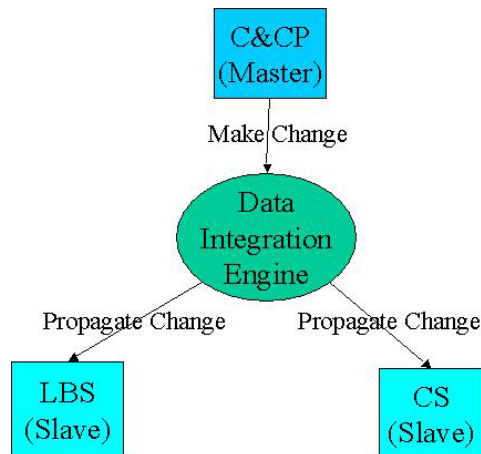 C&CP
(Master)
Make Change
Data
Integration
Engine
Propagate Change
Propagate Change
LBS
(Slave)
CS
(Slave)